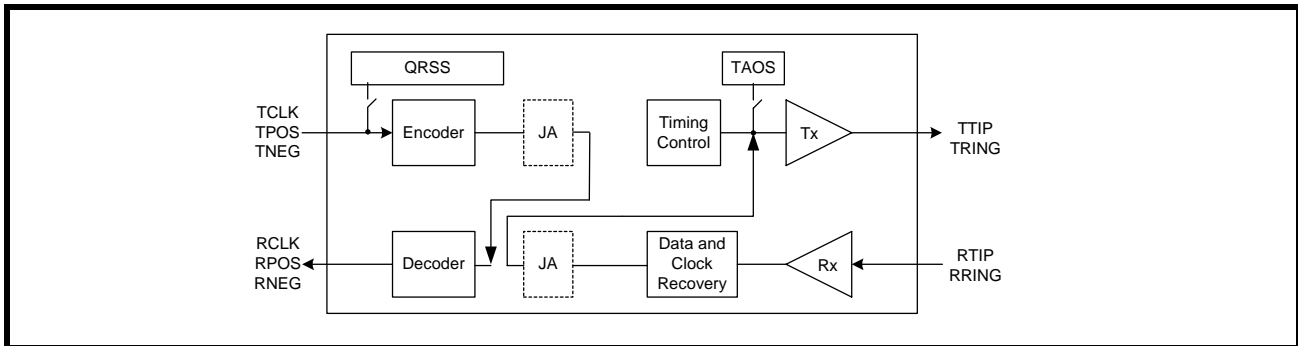 QRSS
TAOS
TCLK
TPOS
TNEG
Encoder
JA
Timing
Control
Tx
TTIP
TRING
RCLK
RPOS
RNEG
Decoder
JA
Data and
Clock
Recovery
Rx
RTIP
RRING